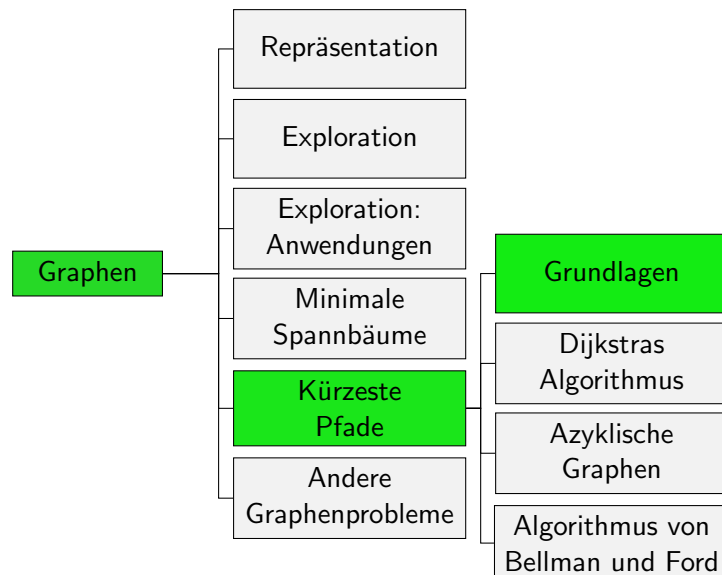 Graphen
Repräsentation
Exploration
Exploration:
Anwendungen
Minimale
Spannbäume
Kürzeste
Pfade
Andere
Graphenprobleme
Grundlagen
Dijkstras
Algorithmus
Azyklische
Graphen
Algorithmus von
Bellman und Ford